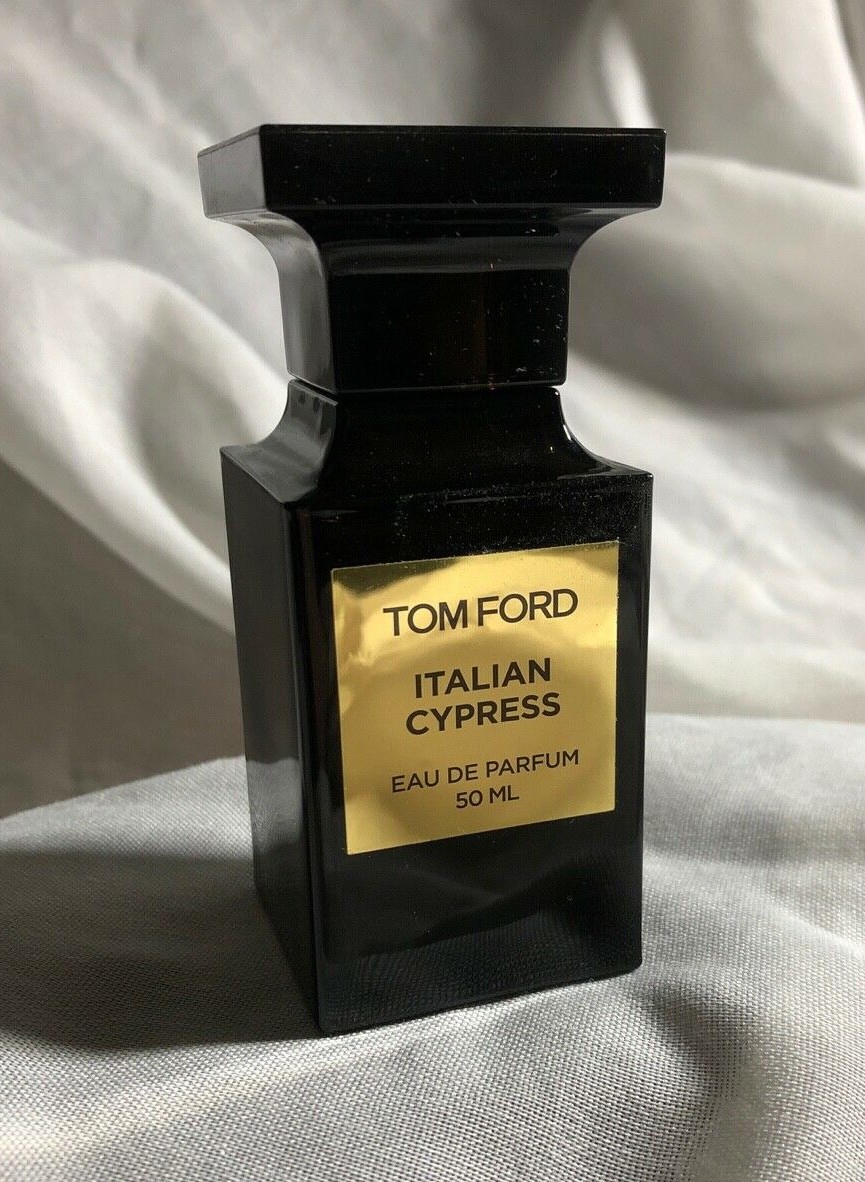 TOM FORD
ITALIAN
CYPRESS
EAU DE PARFUM
50 ML